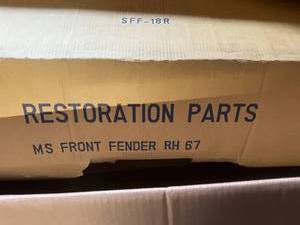 SFF-18R
RESTORATION PARTS
MS FRONT FENDER RH 67